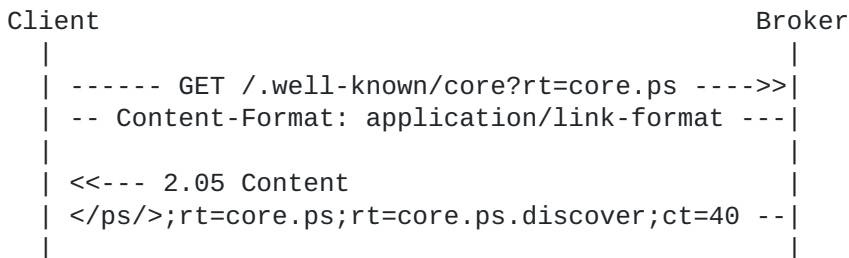 Client                                          Broker
  |                                               |
  | ------ GET /.well-known/core?rt=core.ps ---->>|
  | -- Content-Format: application/link-format ---|
  |                                               |
  | <<--- 2.05 Content                            |
  | </ps/>;rt=core.ps;rt=core.ps.discover;ct=40 --|
  |                                               |